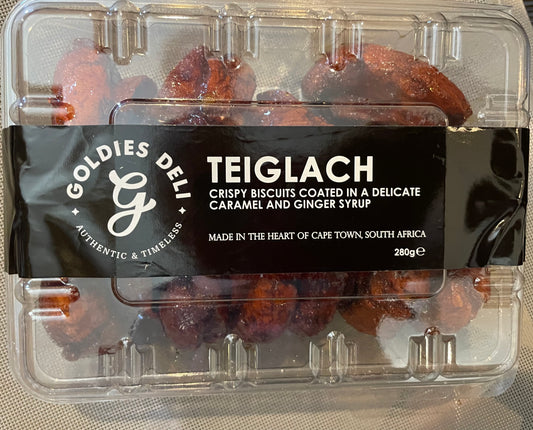 GOLDIES DELI
G
✦ AUTHENTIC & TIMELESS ✦
TEIGLACH
CRISPY BISCUITS COATED IN A DELICATE
CARAMEL AND GINGER SYRUP
MADE IN THE HEART OF CAPE TOWN, SOUTH AFRICA
280g℮